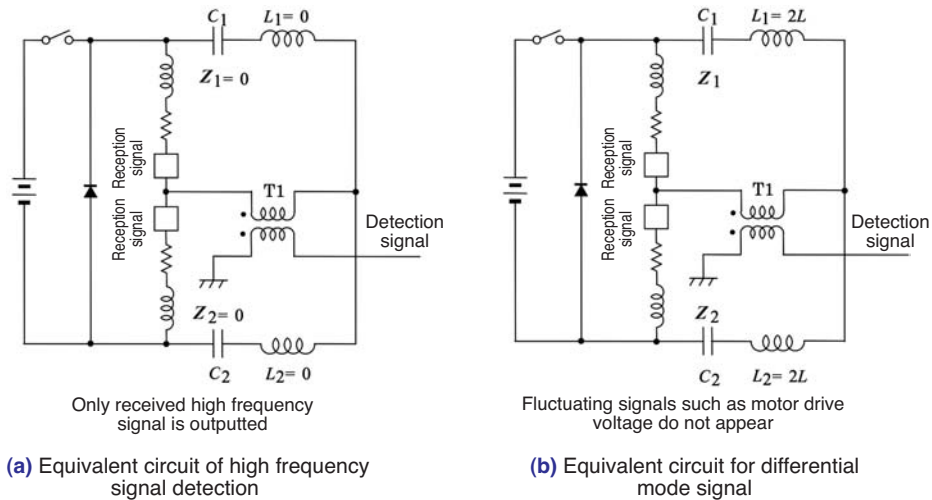 C1
L1= 0
Z1= 0
Reception signal
Reception signal
T1
Detection signal
Z2= 0
C2
L2= 0
Only received high frequency
signal is outputted
(a) Equivalent circuit of high frequency
signal detection
C1
L1= 2L
Z1
Reception signal
Reception signal
T1
Detection signal
Z2
C2
L2= 2L
Fluctuating signals such as motor drive
voltage do not appear
(b) Equivalent circuit for differential
mode signal